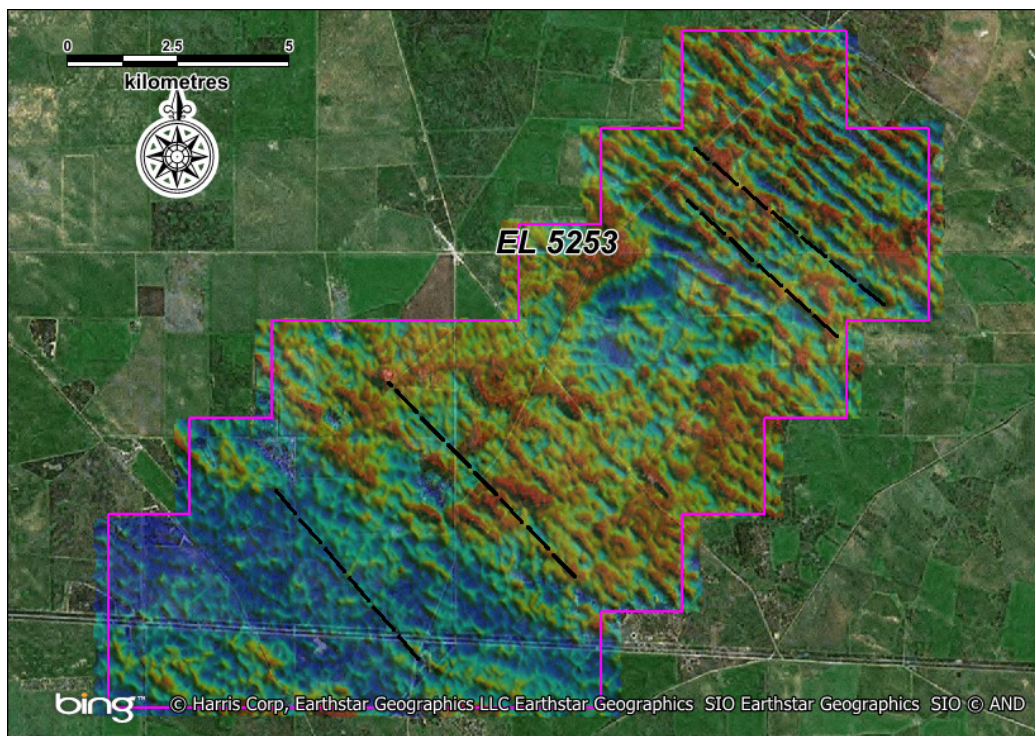 0 2.5 5
kilometres
EL 5253
bing™ © Harris Corp, Earthstar Geographics LLC Earthstar Geographics SIO Earthstar Geographics SIO © AND